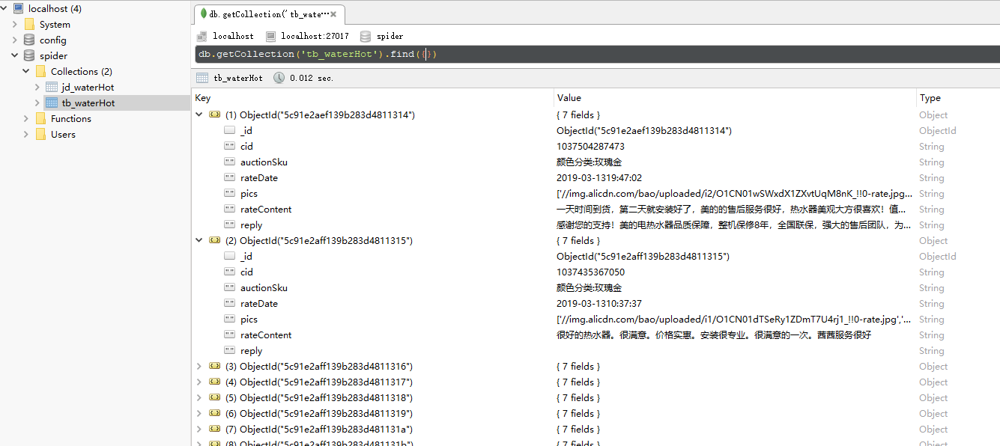 localhost (4)
System
config
spider
Collections (2)
jd_waterHot
tb_waterHot
Functions
Users
db.getCollection('tb_wate…
localhost localhost:27017 spider
db.getCollection('tb_waterHot').find({})
tb_waterHot 0.012 sec.
Key Value Type
(1) ObjectId("5c91e2aef139b283d4811314") { 7 fields } Object
_id ObjectId("5c91e2aef139b283d4811314") ObjectId
cid 1037504287473 String
auctionSku 颜色分类:玫瑰金 String
rateDate 2019-03-1319:47:02 String
pics ['//img.alicdn.com/bao/uploaded/i2/O1CN01wSWxdX1ZXvtUqM8nK_!!0-rate.jpg... String
rateContent 一天时间到货，第二天就安装好了，美的的售后服务很好，热水器美观大方很喜欢！值... String
reply 感谢您的支持！美的电热水器品质保障，整机保修8年，全国联保，强大的售后团队，为... String
(2) ObjectId("5c91e2aff139b283d4811315") { 7 fields } Object
_id ObjectId("5c91e2aff139b283d4811315") ObjectId
cid 1037435367050 String
auctionSku 颜色分类:玫瑰金 String
rateDate 2019-03-1310:37:37 String
pics ['//img.alicdn.com/bao/uploaded/i1/O1CN01dTSeRy1ZDmT7U4rj1_!!0-rate.jpg','... String
rateContent 很好的热水器。很满意。价格实惠。安装很专业。很满意的一次。茜茜服务很好 String
reply String
(3) ObjectId("5c91e2aff139b283d4811316") { 7 fields } Object
(4) ObjectId("5c91e2aff139b283d4811317") { 7 fields } Object
(5) ObjectId("5c91e2aff139b283d4811318") { 7 fields } Object
(6) ObjectId("5c91e2aff139b283d4811319") { 7 fields } Object
(7) ObjectId("5c91e2aff139b283d481131a") { 7 fields } Object
(8) ObjectId("5c91e2aff139b283d481131b") { 7 fields } Object